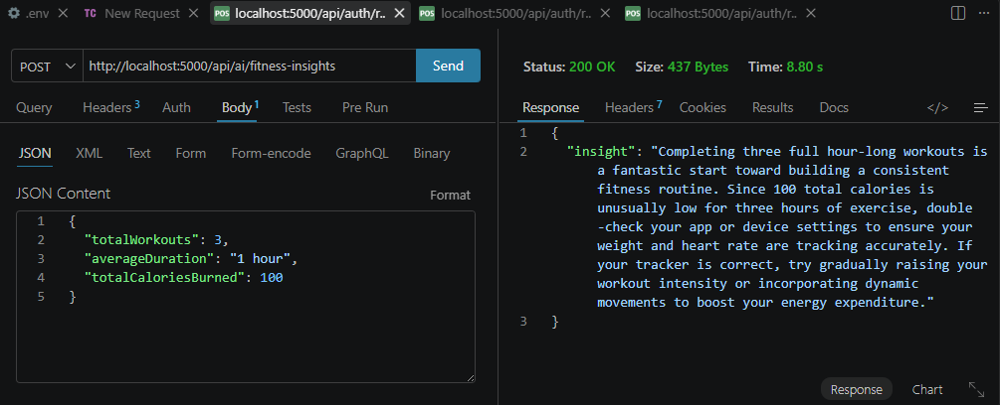 .env
TC New Request
POS localhost:5000/api/auth/r..
POS localhost:5000/api/auth/r..
POS localhost:5000/api/auth/r..
POST http://localhost:5000/api/ai/fitness-insights Send
Query Headers 3 Auth Body 1 Tests Pre Run
JSON XML Text Form Form-encode GraphQL Binary
JSON Content Format
1 {
2 "totalWorkouts": 3,
3 "averageDuration": "1 hour",
4 "totalCaloriesBurned": 100
5 }
Status: 200 OK Size: 437 Bytes Time: 8.80 s
Response Headers 7 Cookies Results Docs </>
1 {
2 "insight": "Completing three full hour-long workouts is
a fantastic start toward building a consistent
fitness routine. Since 100 total calories is
unusually low for three hours of exercise, double
-check your app or device settings to ensure your
weight and heart rate are tracking accurately. If
your tracker is correct, try gradually raising your
workout intensity or incorporating dynamic
movements to boost your energy expenditure."
3 }
Response Chart